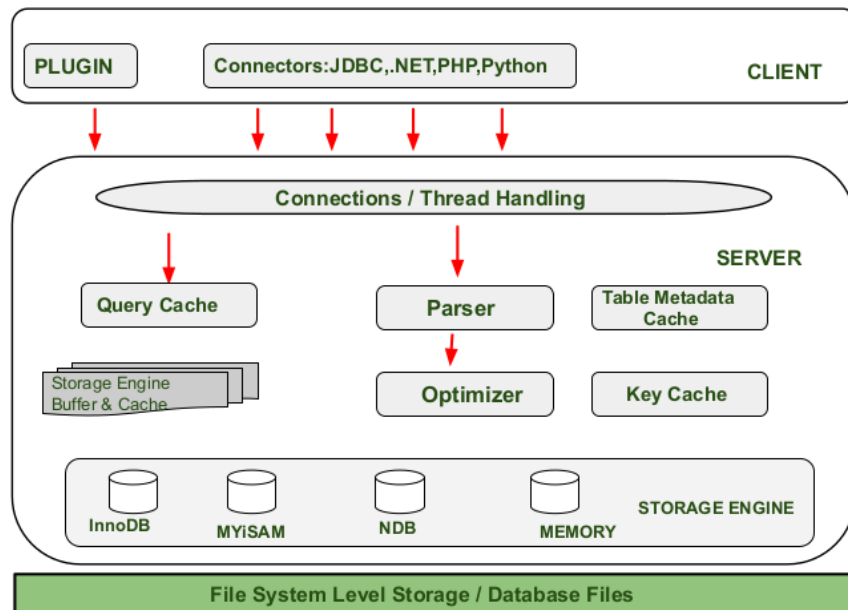 PLUGIN
Connectors:JDBC,.NET,PHP,Python
CLIENT
Connections / Thread Handling
SERVER
Query Cache
Parser
Table Metadata
Cache
Storage Engine
Buffer & Cache
Optimizer
Key Cache
InnoDB
MYiSAM
NDB
MEMORY
STORAGE ENGINE
File System Level Storage / Database Files